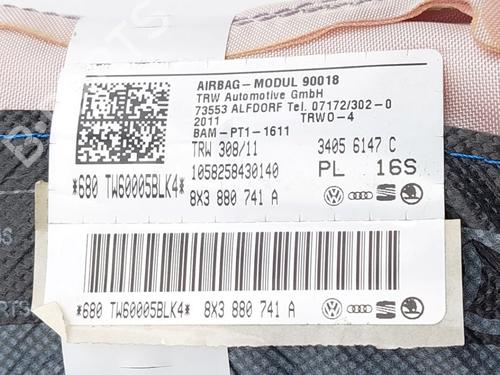 AIRBAG-MODUL 90018
TRW Automotive GmbH
73553 ALFDORF Tel. 07172/302-0
2011 TRWO-4
BAM-PT1-1611
TRW 308/11 3405 6147 C
1058258430140 PL 16S
*680 TW60005BLK4* 8X3 880 741 A
*680 TW60005BLK4* 8X3 880 741 A